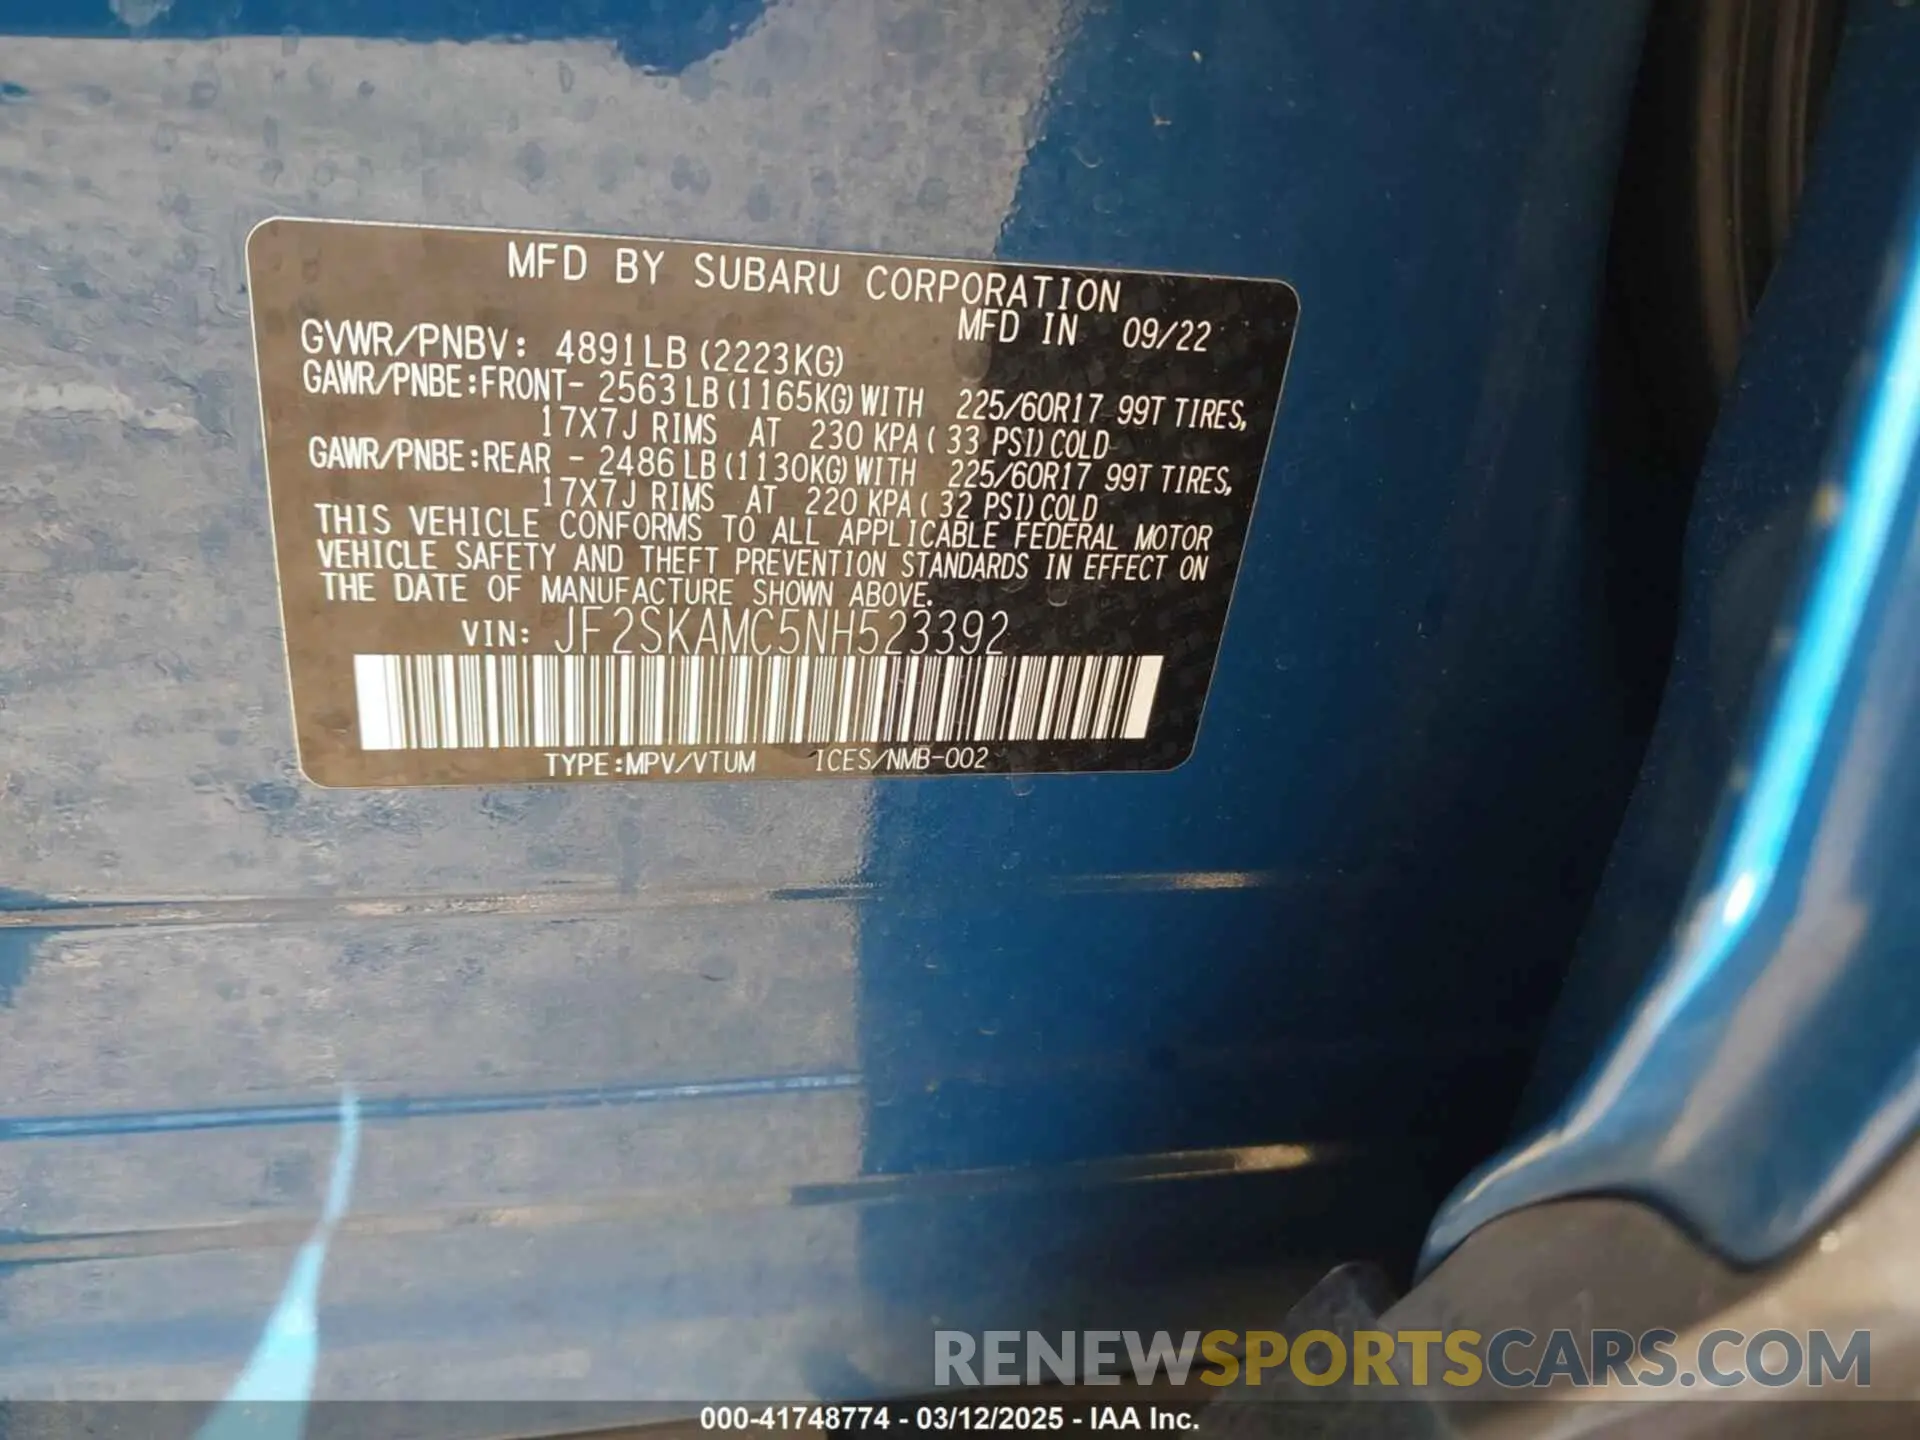 MFD BY SUBARU CORPORATION
MFD IN 09/22
GVWR/PNBV: 4891LB (2223KG)
GAWR/PNBE:FRONT- 2563LB (1165KG) WITH 225/60R17 99T TIRES,
17X7J RIMS AT 230 KPA ( 33 PSI) COLD
GAWR/PNBE:REAR - 2486LB (1130KG) WITH 225/60R17 99T TIRES,
17X7J RIMS AT 220 KPA ( 32 PSI) COLD
THIS VEHICLE CONFORMS TO ALL APPLICABLE FEDERAL MOTOR
VEHICLE SAFETY AND THEFT PREVENTION STANDARDS IN EFFECT ON
THE DATE OF MANUFACTURE SHOWN ABOVE.
VIN: JF2SKAMC5NH523392
TYPE:MPV/VTUM ICES/NMB-002
RENEWSPORTSCARS.COM
000-41748774 - 03/12/2025 - IAA Inc.